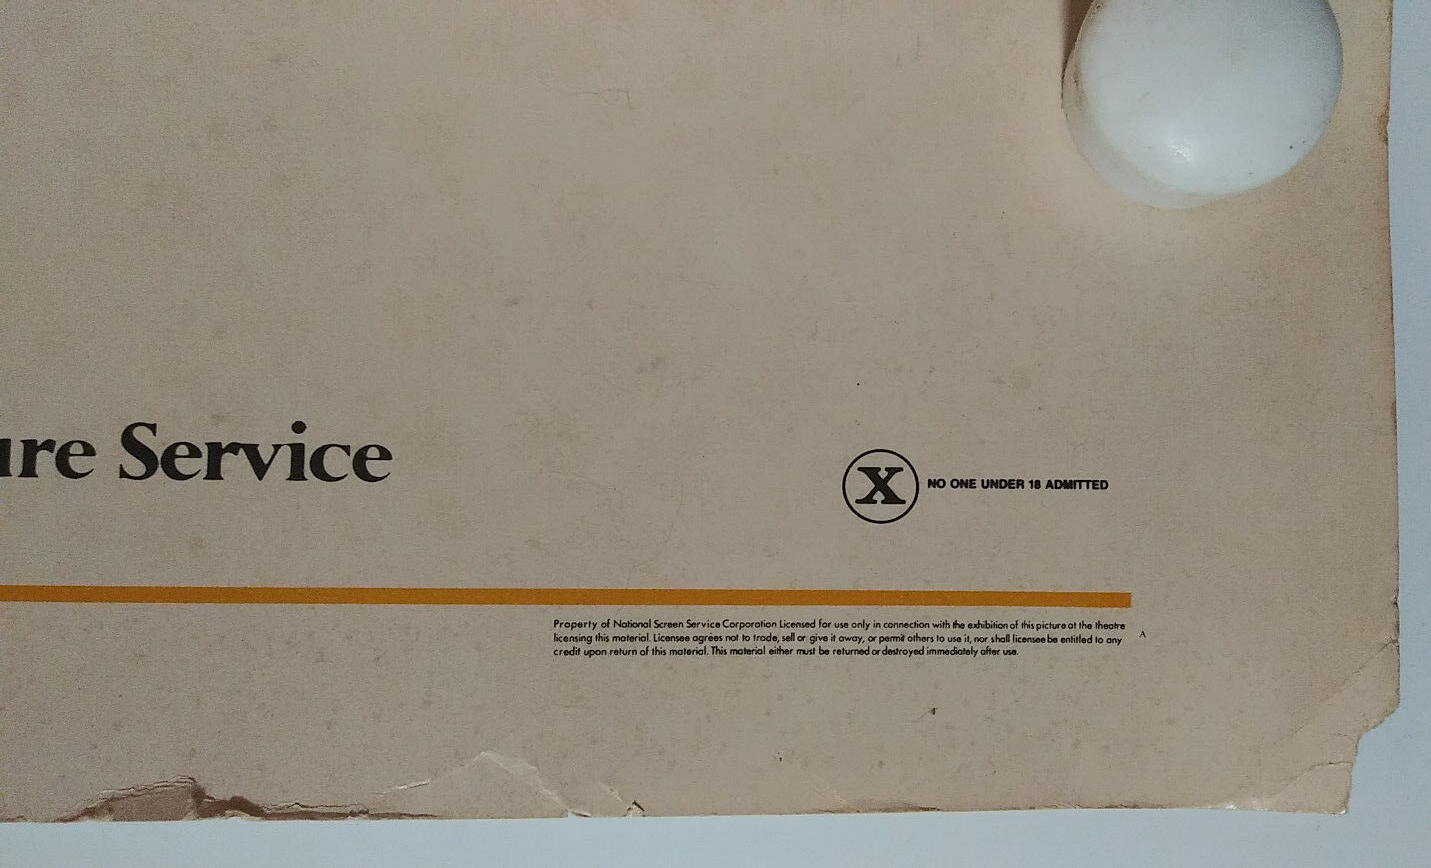 ure Service
X NO ONE UNDER 18 ADMITTED
Property of National Screen Service Corporation Licensed for use only in connection with the exhibition of this picture at the theatre
licensing this material. Licensee agrees not to trade, sell or give it away, or permit others to use it, nor shall licensee be entitled to any
credit upon return of this material. This material either must be returned or destroyed immediately after use.
A